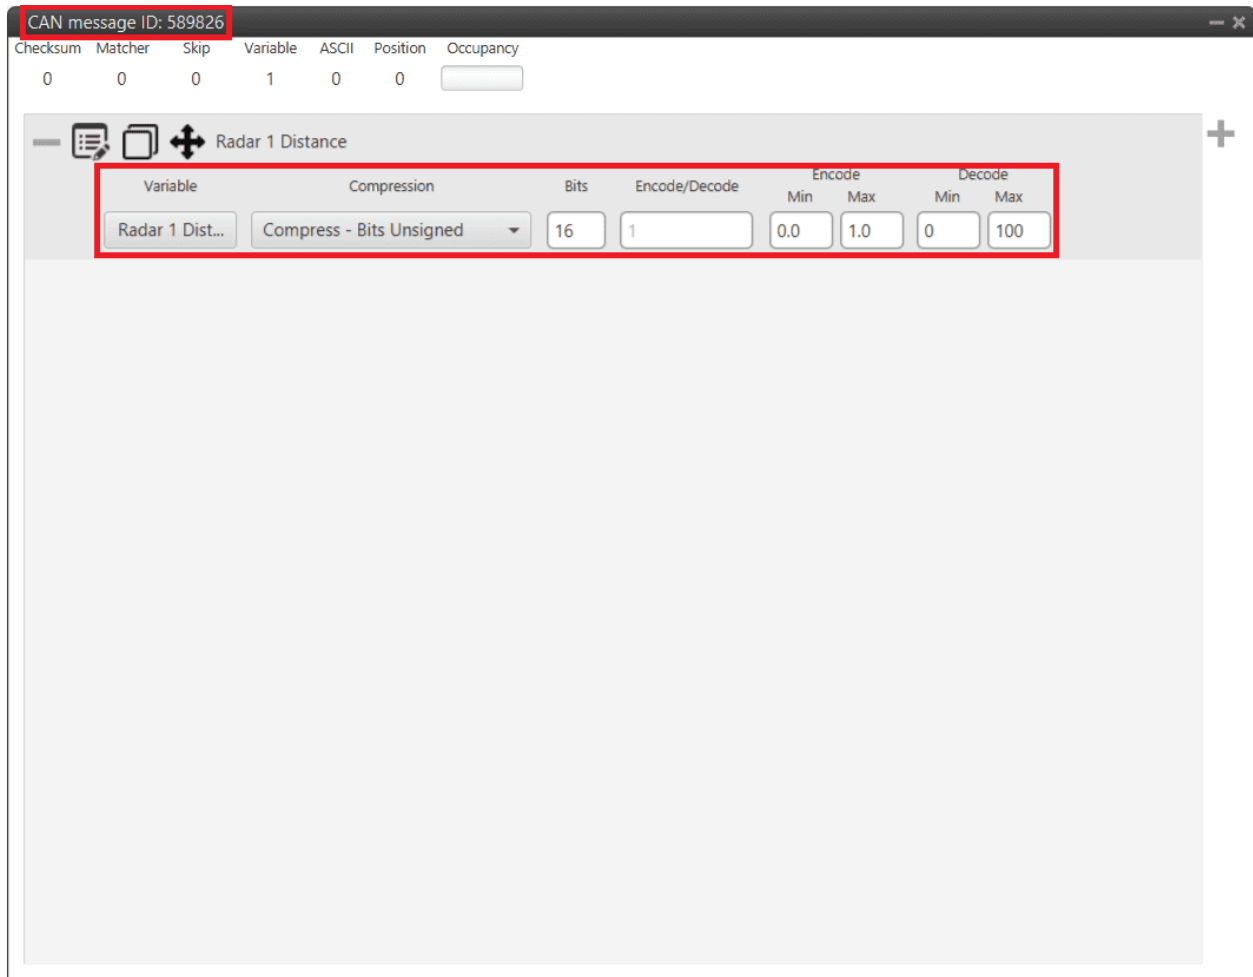 CAN message ID: 589826
Checksum Matcher Skip Variable ASCII Position Occupancy
0 0 0 1 0 0
Radar 1 Distance
Variable Compression Bits Encode/Decode Encode Decode
Min Max Min Max
Radar 1 Dist... Compress - Bits Unsigned 16 1 0.0 1.0 0 100